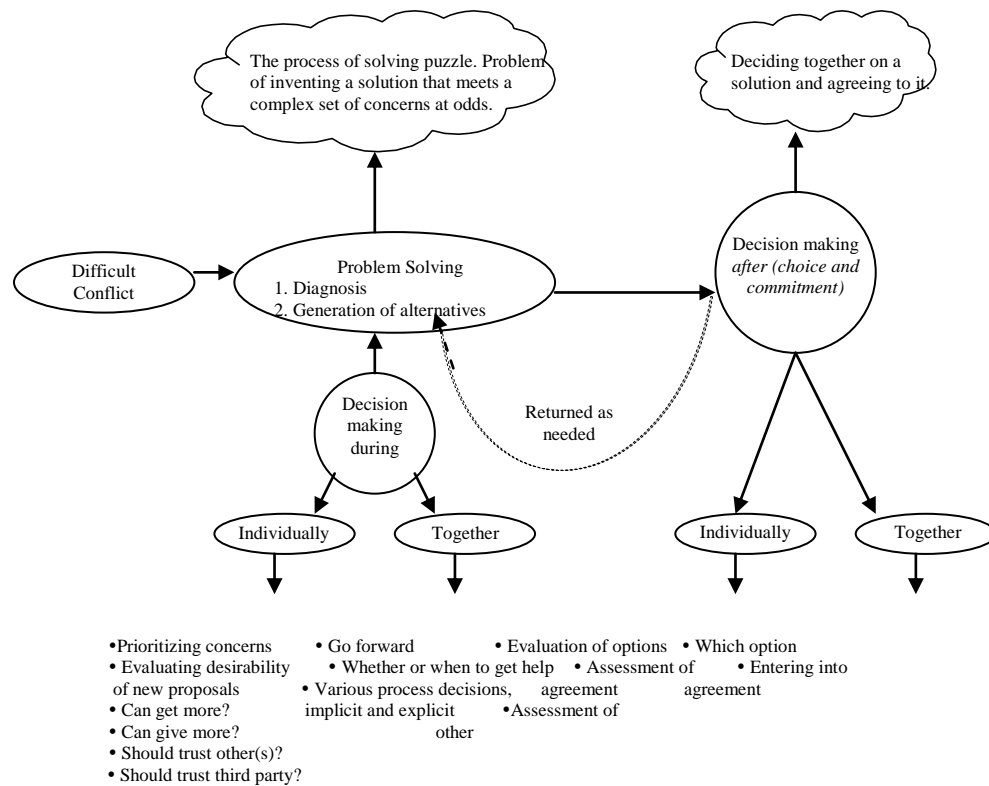 The process of solving puzzle. Problem
of inventing a solution that meets a
complex set of concerns at odds.
Deciding together on
a solution and agreeing to it.
Difficult
Conflict
Problem Solving
1. Diagnosis
2. Generation of alternatives
Decision making
after (choice and
commitment)
Decision
making
during
Returned as
needed
Individually
Together
Individually
Together
•Prioritizing concerns
• Evaluating desirability
of new proposals
• Can get more?
• Can give more?
• Should trust other(s)?
• Should trust third party?
• Go forward
• Whether or when to get help
• Various process decisions,
implicit and explicit
• Evaluation of options
• Assessment of
agreement
•Assessment of
other
• Which option
• Entering into
agreement